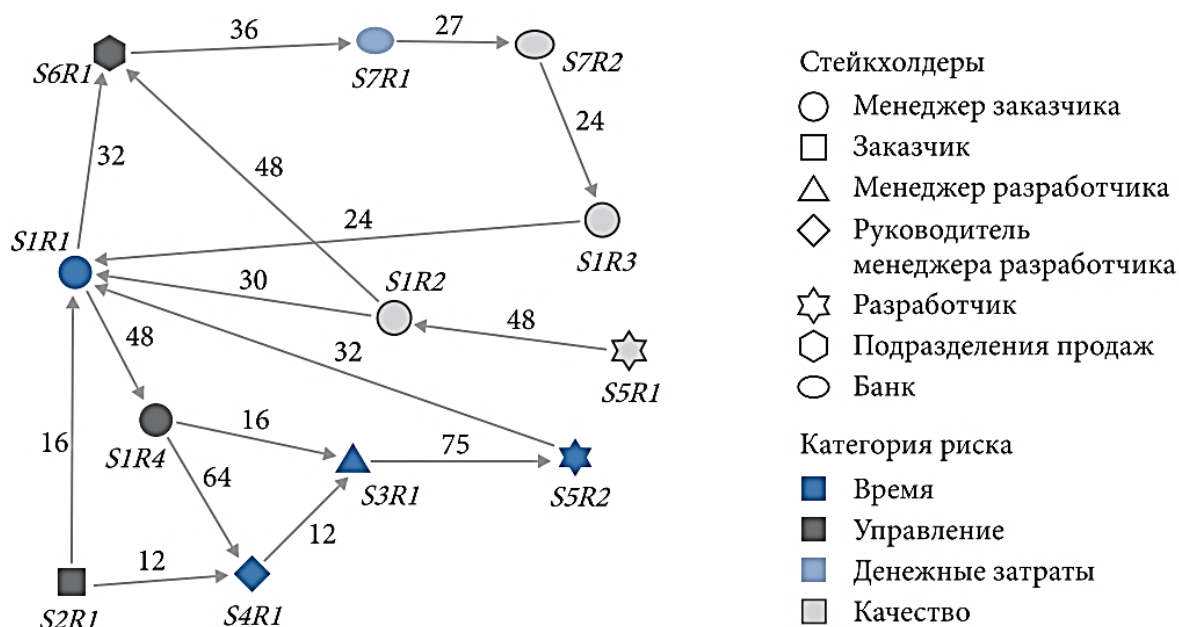 36
27
S6R1
S7R1
S7R2
24
32
48
S1R1
24
S1R3
30
S1R2
48
48
32
S5R1
16
16
75
S1R4
64
S3R1
S5R2
12
12
S2R1
S4R1
Стейкхолдеры
Менеджер заказчика
Заказчик
Менеджер разработчика
Руководитель
менеджера разработчика
Разработчик
Подразделения продаж
Банк
Категория риска
Время
Управление
Денежные затраты
Качество